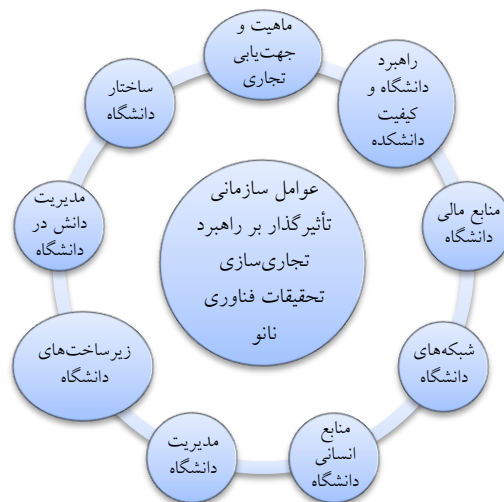 ماهیت و
جهت‌یابی
تجاری
راهبرد
دانشگاه و
کیفیت
دانشکده
منابع مالی
دانشگاه
شبکه‌های
دانشگاه
منابع
انسانی
دانشگاه
مدیریت
دانشگاه
زیرساخت‌های
دانشگاه
مدیریت
دانش در
دانشگاه
ساختار
دانشگاه
عوامل سازمانی
تأثیرگذار بر راهبرد
تجاری‌سازی
تحقیقات فناوری
نانو